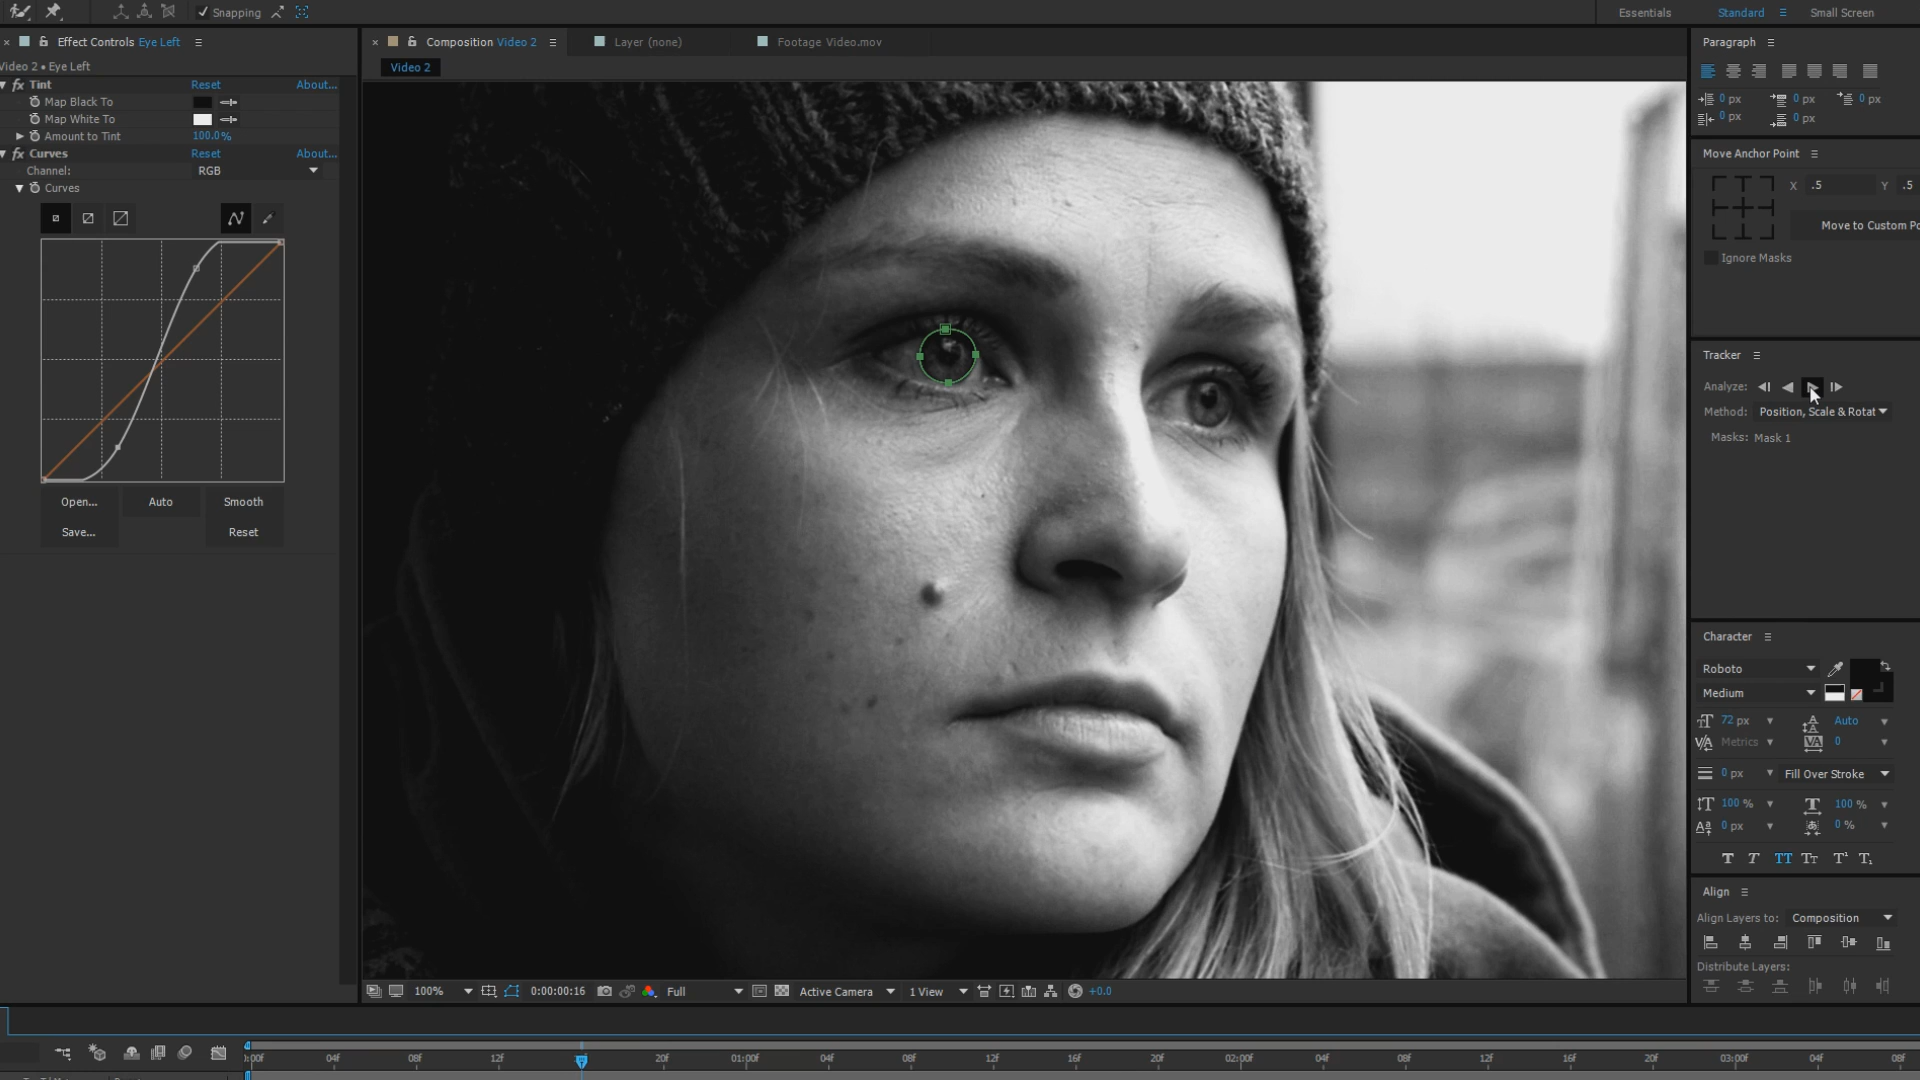 Snapping
Essentials
Standard
Small Screen
Effect Controls Eye Left
Composition Video 2
Layer (none)
Footage Video.mov
Paragraph
Video 2 • Eye Left
Video 2
Tint
Reset
About...
Map Black To
Map White To
Amount to Tint
100.0%
Curves
Reset
About...
Channel:
RGB
Curves
Open...
Auto
Smooth
Save...
Reset
0 px
0 px
0 px
0 px
0 px
Move Anchor Point
X
.5
Y
.5
Move to Custom Po
Ignore Masks
Tracker
Analyze:
Method:
Position, Scale & Rotat
Masks:
Mask 1
Character
Roboto
Medium
72 px
Auto
Metrics
0
0 px
Fill Over Stroke
100 %
100 %
0 px
0 %
T T TT Tt T¹ T₁
Align
Align Layers to:
Composition
Distribute Layers:
100%
0:00:00:16
Full
Active Camera
1 View
+0.0
:00f
04f
08f
12f
20f
01:00f
04f
08f
12f
16f
20f
02:00f
04f
08f
12f
16f
20f
03:00f
04f
08f